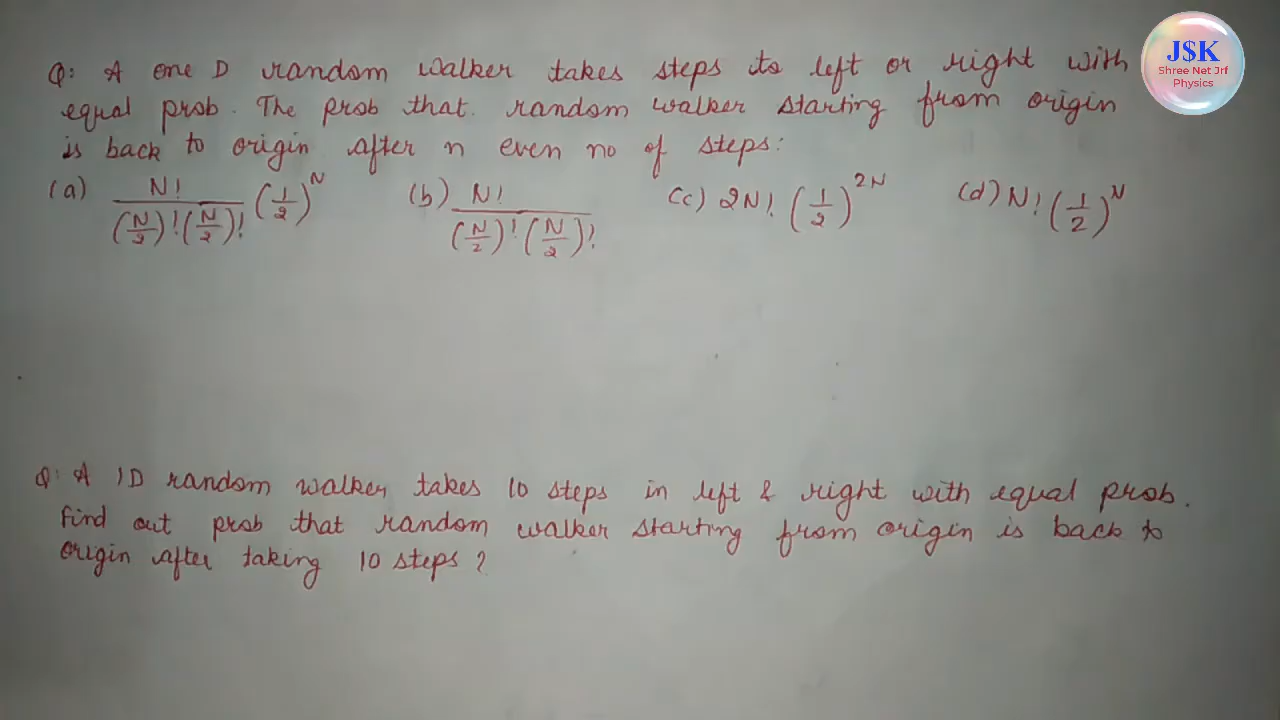 J$K
Shree Net Jrf
Physics
Q: A one D random walker takes steps to left or right with
equal prob. The prob that random walker starting from origin
is back to origin after n even no of steps:
(a) N! / (N/2)! (N/2)! (1/2)^N (b) N! / (N/2)! (N/2)! (c) 2N! (1/2)^2N (d) N! (1/2)^N
Q: A 1D random walker takes 10 steps in left & right with equal prob.
find out prob that random walker starting from origin is back to
origin after taking 10 steps ?